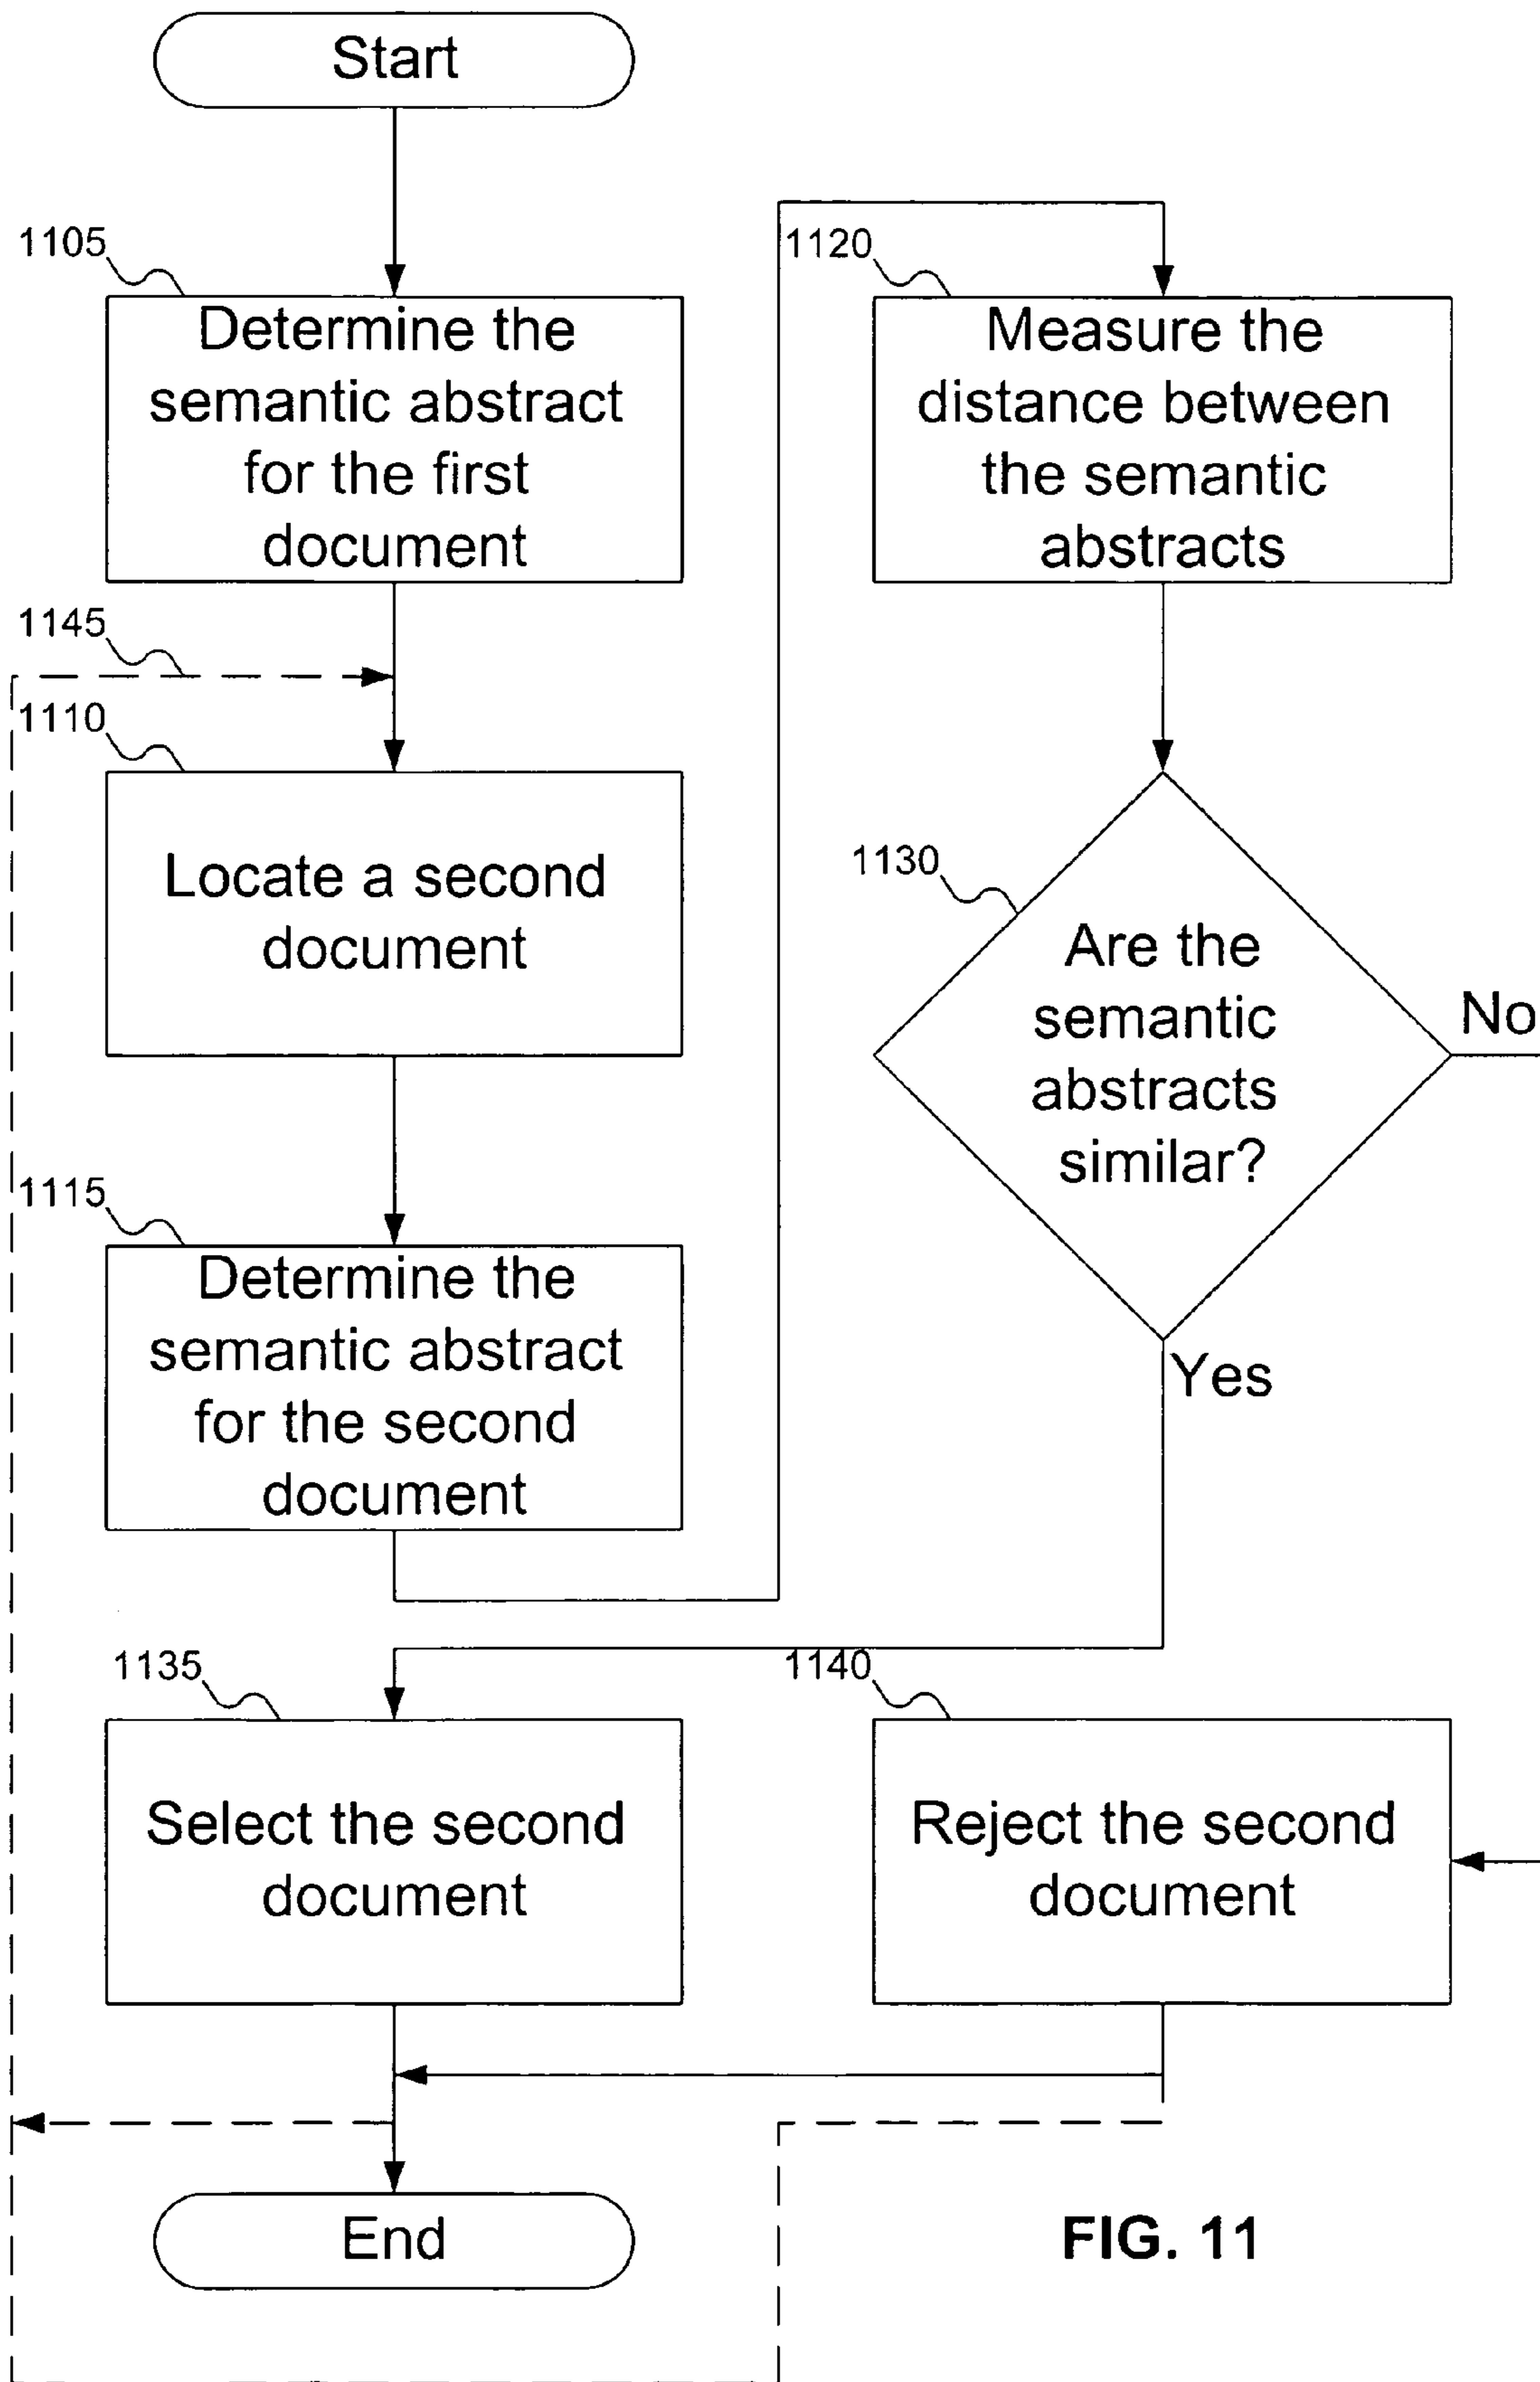 Start
1105
Determine the
semantic abstract
for the first
document
1145
1110
Locate a second
document
1115
Determine the
semantic abstract
for the second
document
1120
Measure the
distance between
the semantic
abstracts
1130
Are the
semantic
abstracts
similar?
No
Yes
1135
Select the second
document
1140
Reject the second
document
End
FIG. 11